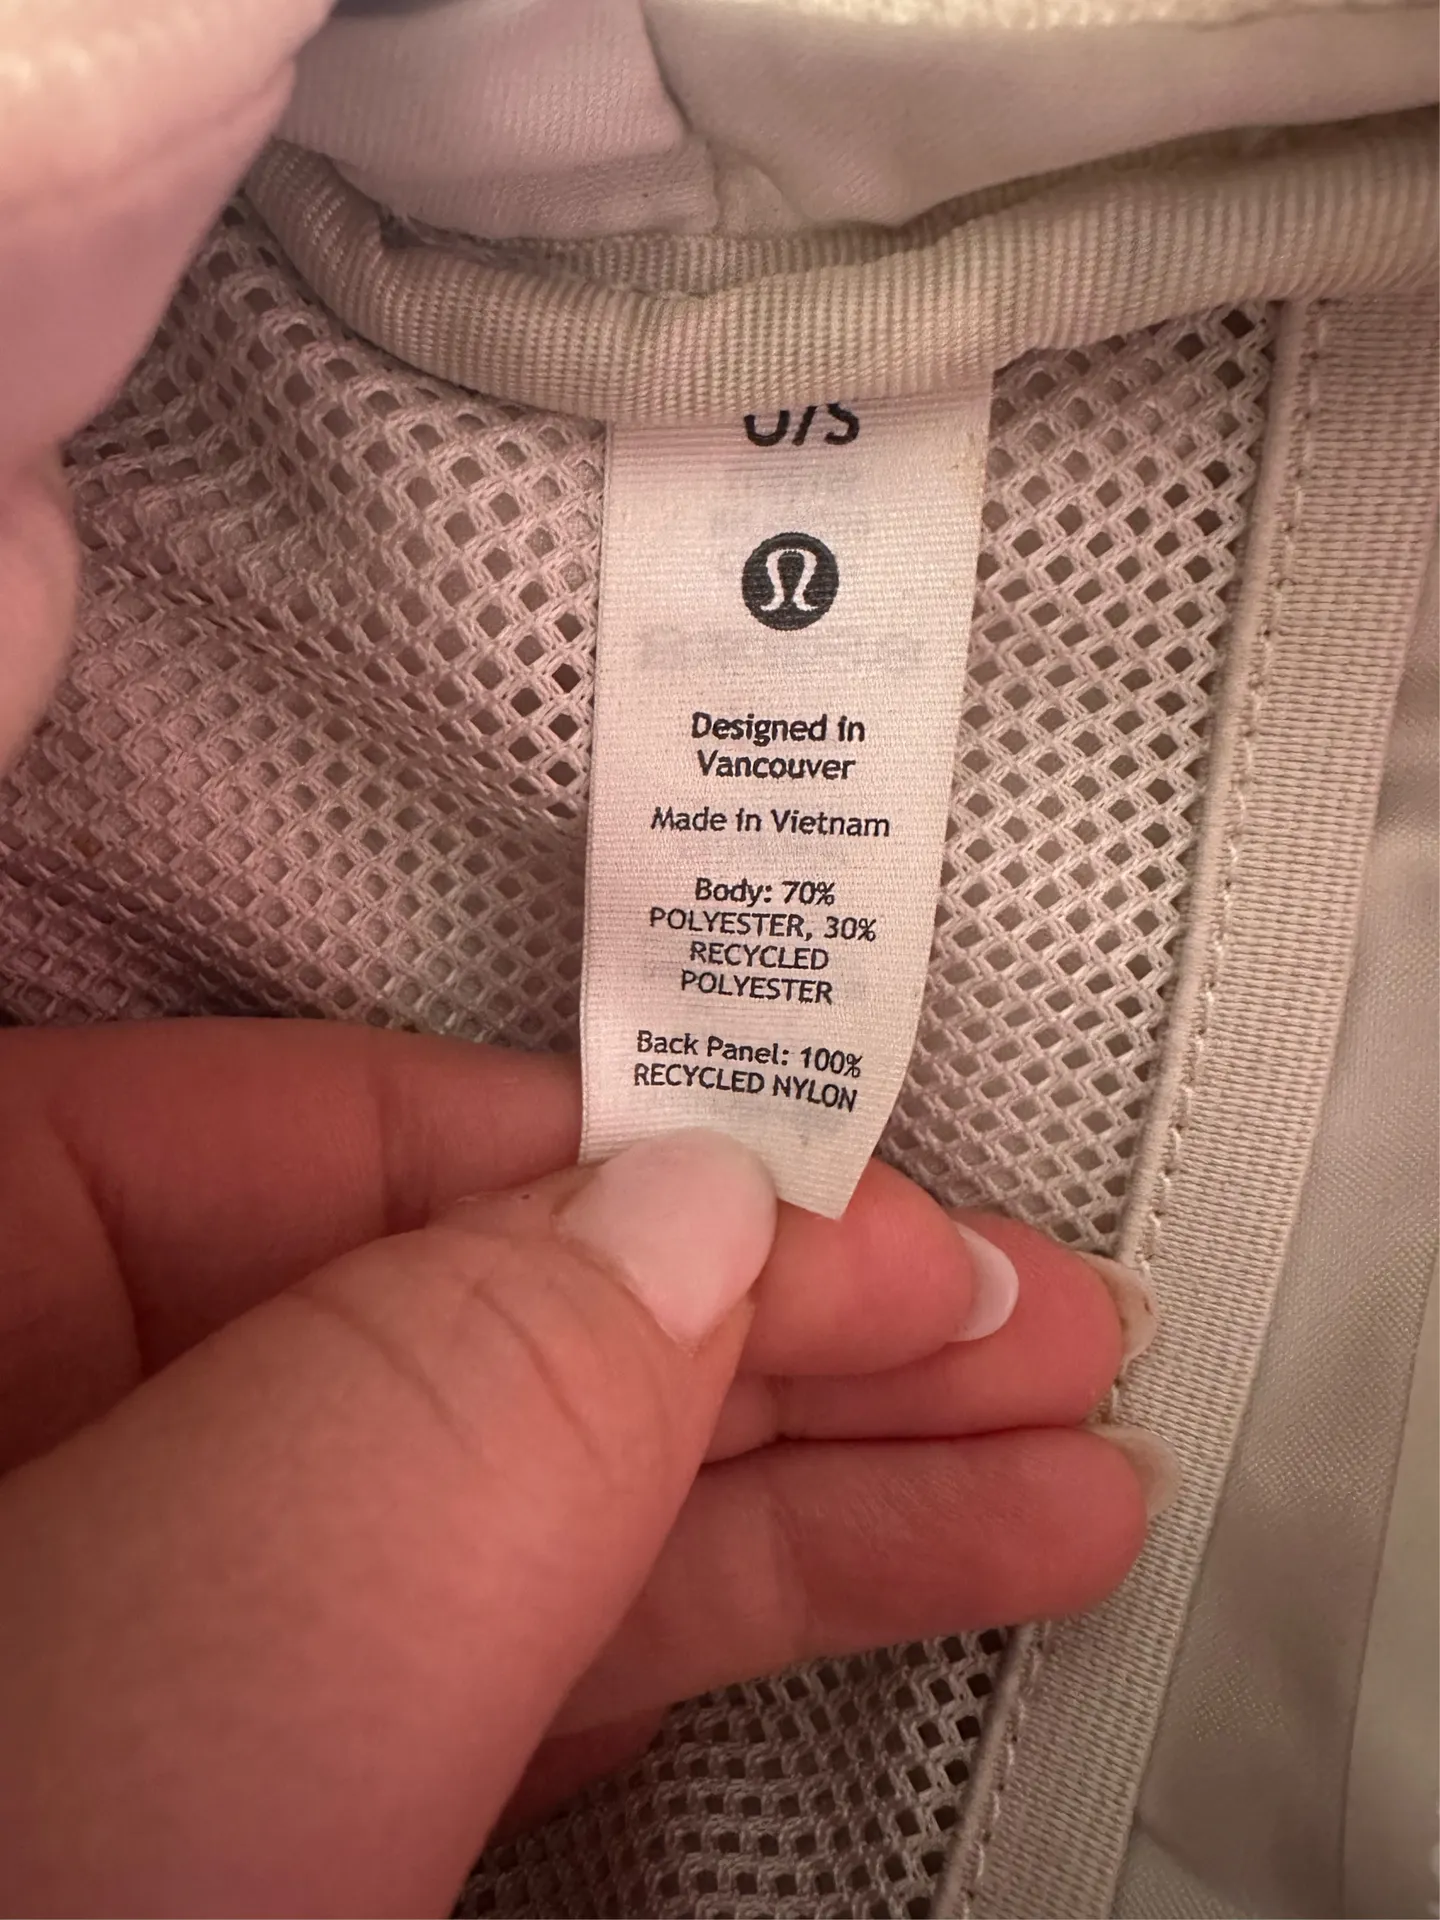 O/S
Designed in
Vancouver
Made in Vietnam
Body: 70%
POLYESTER, 30%
RECYCLED
POLYESTER
Back Panel: 100%
RECYCLED NYLON